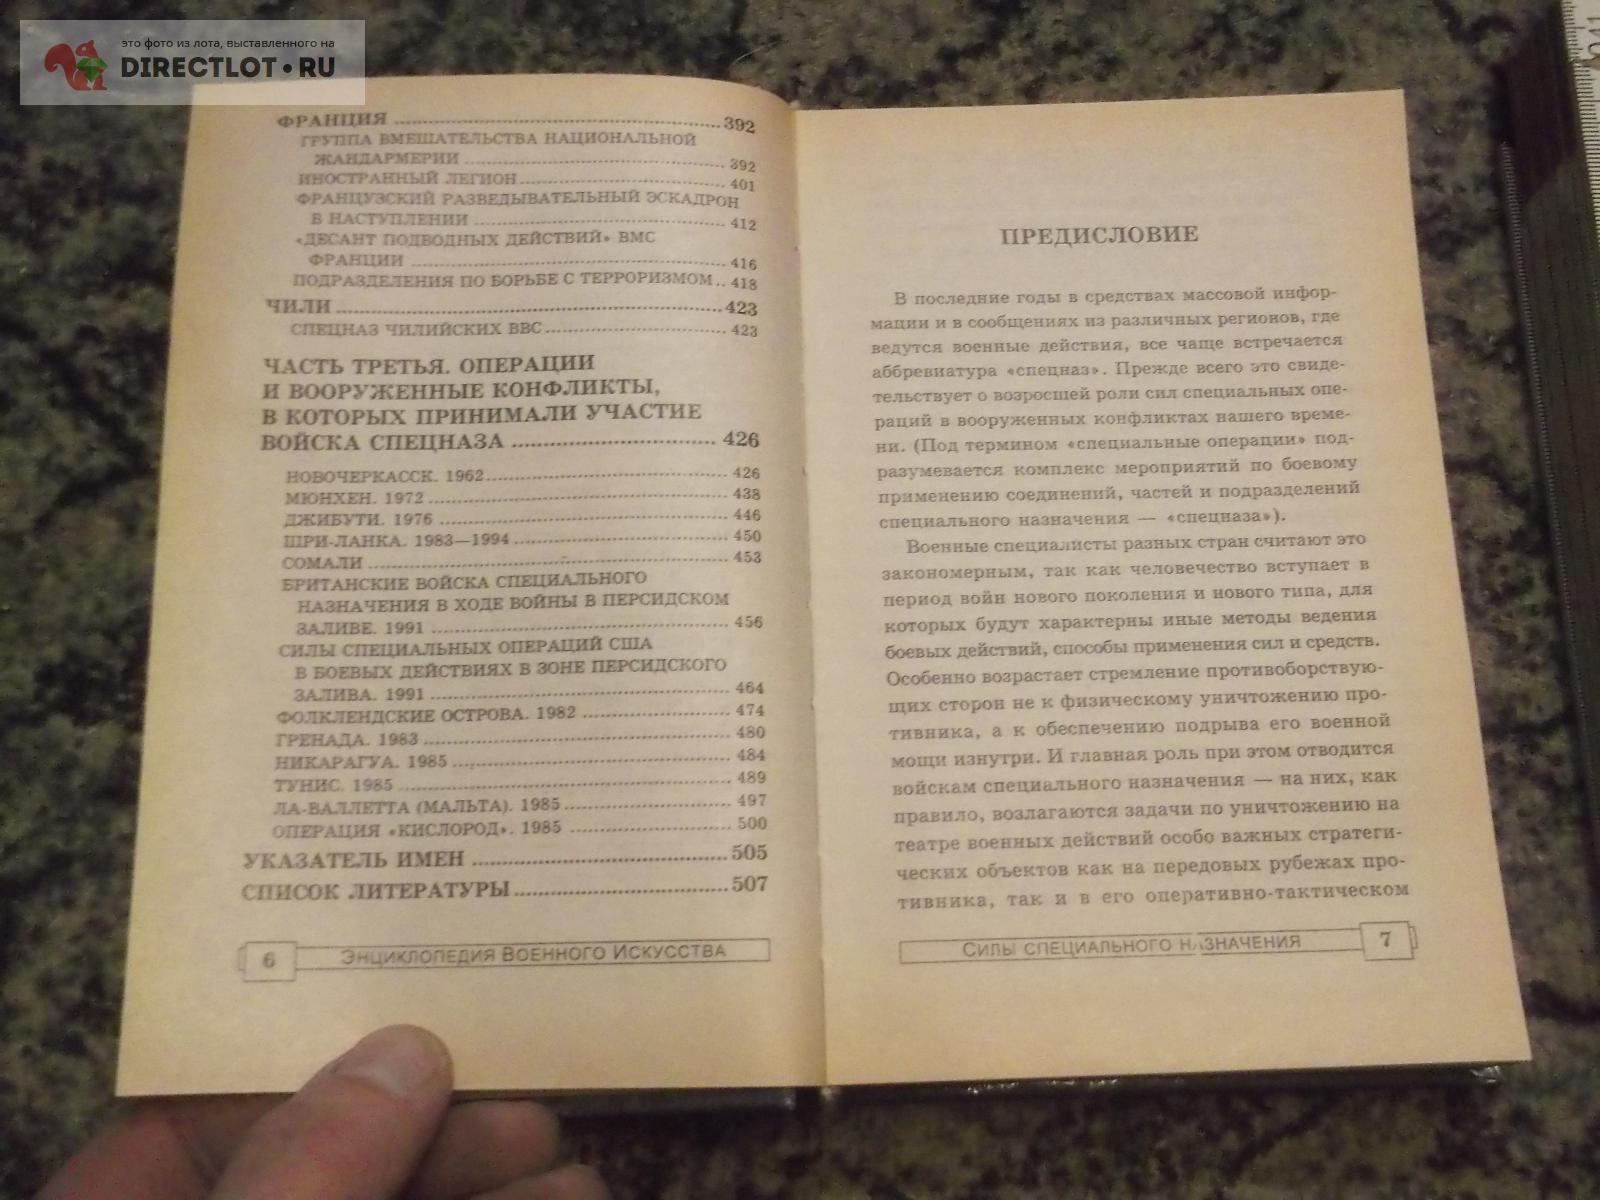 это фото из лота, выставленного на
DIRECTLOT.RU
ФРАНЦИЯ ... 392
ГРУППА ВМЕШАТЕЛЬСТВА НАЦИОНАЛЬНОЙ
ЖАНДАРМЕРИИ ... 392
ИНОСТРАННЫЙ ЛЕГИОН ... 401
ФРАНЦУЗСКИЙ РАЗВЕДЫВАТЕЛЬНЫЙ ЭСКАДРОН
В НАСТУПЛЕНИИ ... 412
«ДЕСАНТ ПОДВОДНЫХ ДЕЙСТВИЙ» ВМС
ФРАНЦИИ ... 416
ПОДРАЗДЕЛЕНИЯ ПО БОРЬБЕ С ТЕРРОРИЗМОМ .. 418
ЧИЛИ ... 423
СПЕЦНАЗ ЧИЛИЙСКИХ ВВС ... 423
ЧАСТЬ ТРЕТЬЯ. ОПЕРАЦИИ
И ВООРУЖЕННЫЕ КОНФЛИКТЫ,
В КОТОРЫХ ПРИНИМАЛИ УЧАСТИЕ
ВОЙСКА СПЕЦНАЗА ... 426
НОВОЧЕРКАССК. 1962 ... 426
МЮНХЕН. 1972 ... 438
ДЖИБУТИ. 1976 ... 446
ШРИ-ЛАНКА. 1983—1994 ... 450
СОМАЛИ ... 453
БРИТАНСКИЕ ВОЙСКА СПЕЦИАЛЬНОГО
НАЗНАЧЕНИЯ В ХОДЕ ВОЙНЫ В ПЕРСИДСКОМ
ЗАЛИВЕ. 1991 ... 456
СИЛЫ СПЕЦИАЛЬНЫХ ОПЕРАЦИЙ США
В БОЕВЫХ ДЕЙСТВИЯХ В ЗОНЕ ПЕРСИДСКОГО
ЗАЛИВА. 1991 ... 464
ФОЛКЛЕНДСКИЕ ОСТРОВА. 1982 ... 474
ГРЕНАДА. 1983 ... 480
НИКАРАГУА. 1985 ... 484
ТУНИС. 1985 ... 489
ЛА-ВАЛЛЕТТА (МАЛЬТА). 1985 ... 497
ОПЕРАЦИЯ «КИСЛОРОД». 1985 ... 500
УКАЗАТЕЛЬ ИМЕН ... 505
СПИСОК ЛИТЕРАТУРЫ ... 507
6 ЭНЦИКЛОПЕДИЯ ВОЕННОГО ИСКУССТВА
ПРЕДИСЛОВИЕ
В последние годы в средствах массовой инфор-
мации и в сообщениях из различных регионов, где
ведутся военные действия, все чаще встречается
аббревиатура «спецназ». Прежде всего это свиде-
тельствует о возросшей роли сил специальных опе-
раций в вооруженных конфликтах нашего време-
ни. (Под термином «специальные операции» под-
разумевается комплекс мероприятий по боевому
применению соединений, частей и подразделений
специального назначения — «спецназа»).
Военные специалисты разных стран считают это
закономерным, так как человечество вступает в
период войн нового поколения и нового типа, для
которых будут характерны иные методы ведения
боевых действий, способы применения сил и средств.
Особенно возрастает стремление противоборствую-
щих сторон не к физическому уничтожению про-
тивника, а к обеспечению подрыва его военной
мощи изнутри. И главная роль при этом отводится
войскам специального назначения — на них, как
правило, возлагаются задачи по уничтожению на
театре военных действий особо важных стратеги-
ческих объектов как на передовых рубежах про-
тивника, так и в его оперативно-тактическом
СИЛЫ СПЕЦИАЛЬНОГО НАЗНАЧЕНИЯ 7